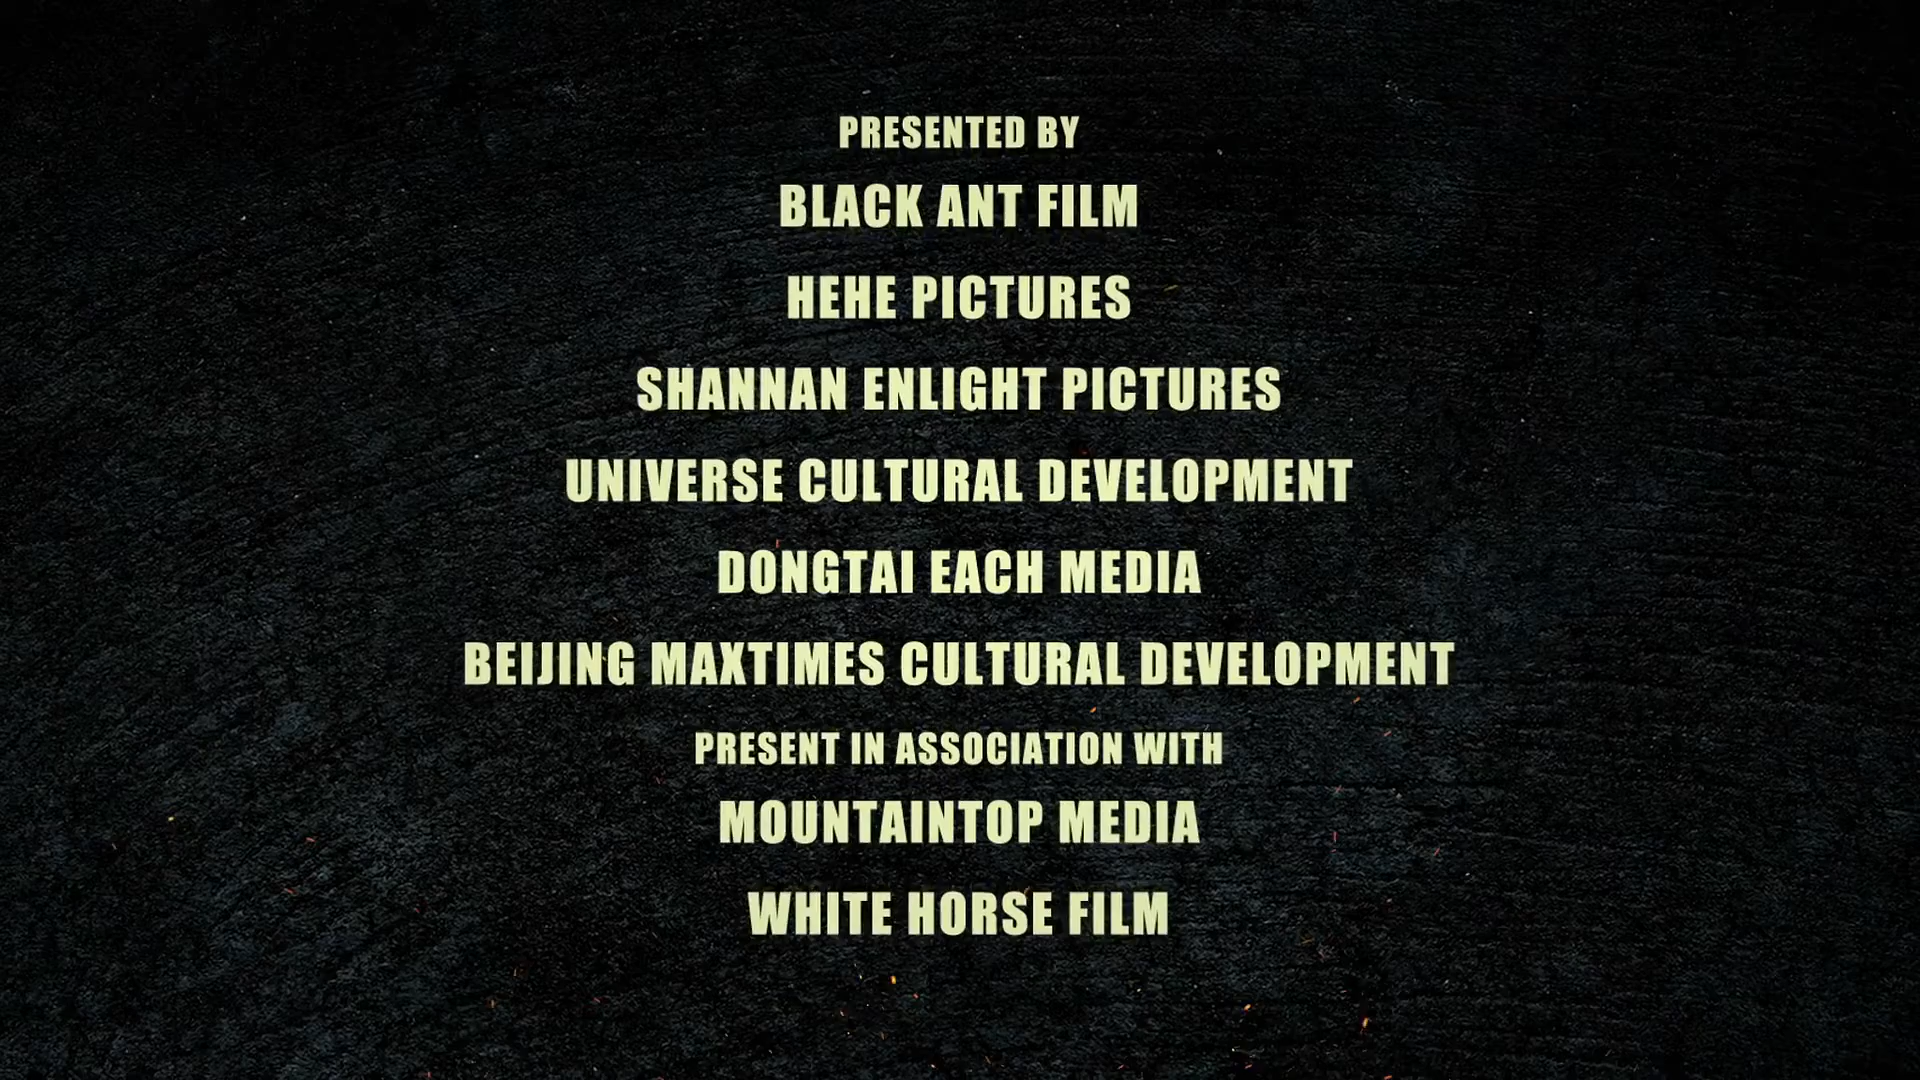 PRESENTED BY
BLACK ANT FILM
HEHE PICTURES
SHANNAN ENLIGHT PICTURES
UNIVERSE CULTURAL DEVELOPMENT
DONGTAI EACH MEDIA
BEIJING MAXTIMES CULTURAL DEVELOPMENT
PRESENT IN ASSOCIATION WITH
MOUNTAINTOP MEDIA
WHITE HORSE FILM